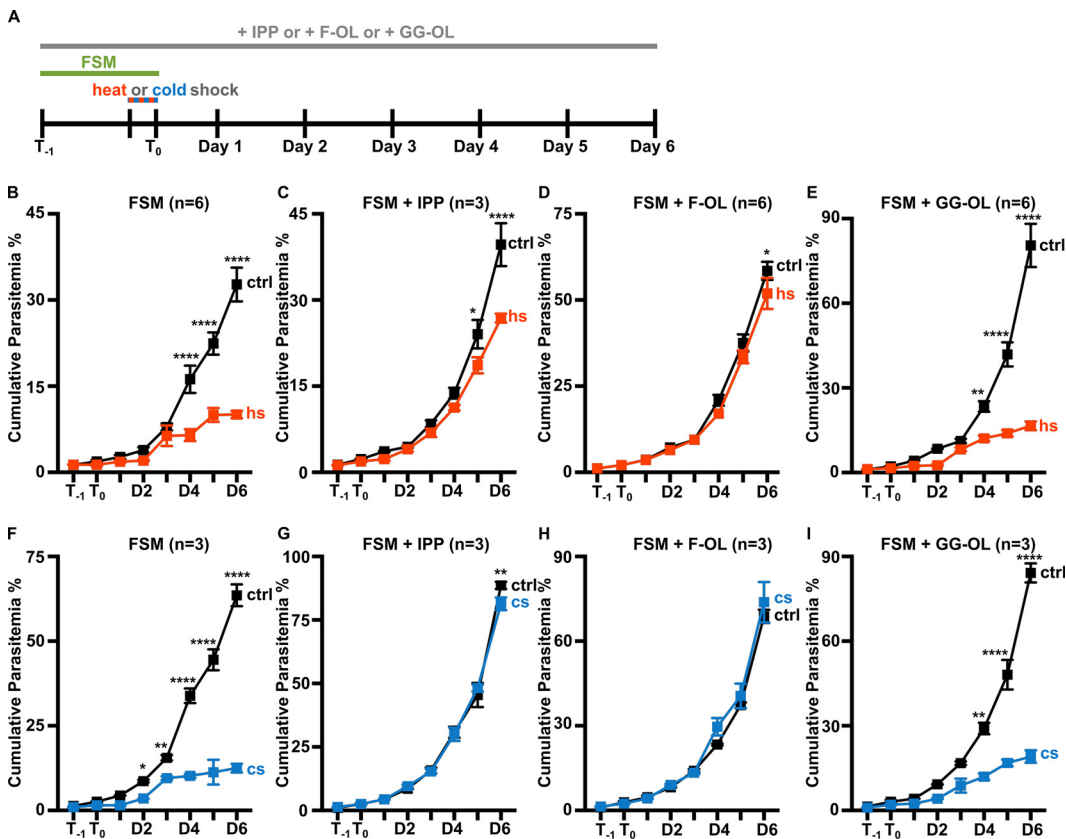 A
+ IPP or + F-OL or + GG-OL
FSM
heat or cold shock
T-1 T0 Day 1 Day 2 Day 3 Day 4 Day 5 Day 6
B FSM (n=6)
Cumulative Parasitemia %
45
30
15
0
**** **** ****
ctrl
hs
T-1 T0 D2 D4 D6
C FSM + IPP (n=3)
Cumulative Parasitemia %
45
30
15
0
* ****
ctrl
hs
T-1 T0 D2 D4 D6
D FSM + F-OL (n=6)
Cumulative Parasitemia %
75
50
25
0
*
ctrl
hs
T-1 T0 D2 D4 D6
E FSM + GG-OL (n=6)
Cumulative Parasitemia %
90
60
30
0
** **** ****
ctrl
hs
T-1 T0 D2 D4 D6
F FSM (n=3)
Cumulative Parasitemia %
75
50
25
0
* ** **** **** ****
ctrl
cs
T-1 T0 D2 D4 D6
G FSM + IPP (n=3)
Cumulative Parasitemia %
100
75
50
25
0
**
ctrl
cs
T-1 T0 D2 D4 D6
H FSM + F-OL (n=3)
Cumulative Parasitemia %
90
60
30
0
cs
ctrl
T-1 T0 D2 D4 D6
I FSM + GG-OL (n=3)
Cumulative Parasitemia %
90
60
30
0
** **** ****
ctrl
cs
T-1 T0 D2 D4 D6